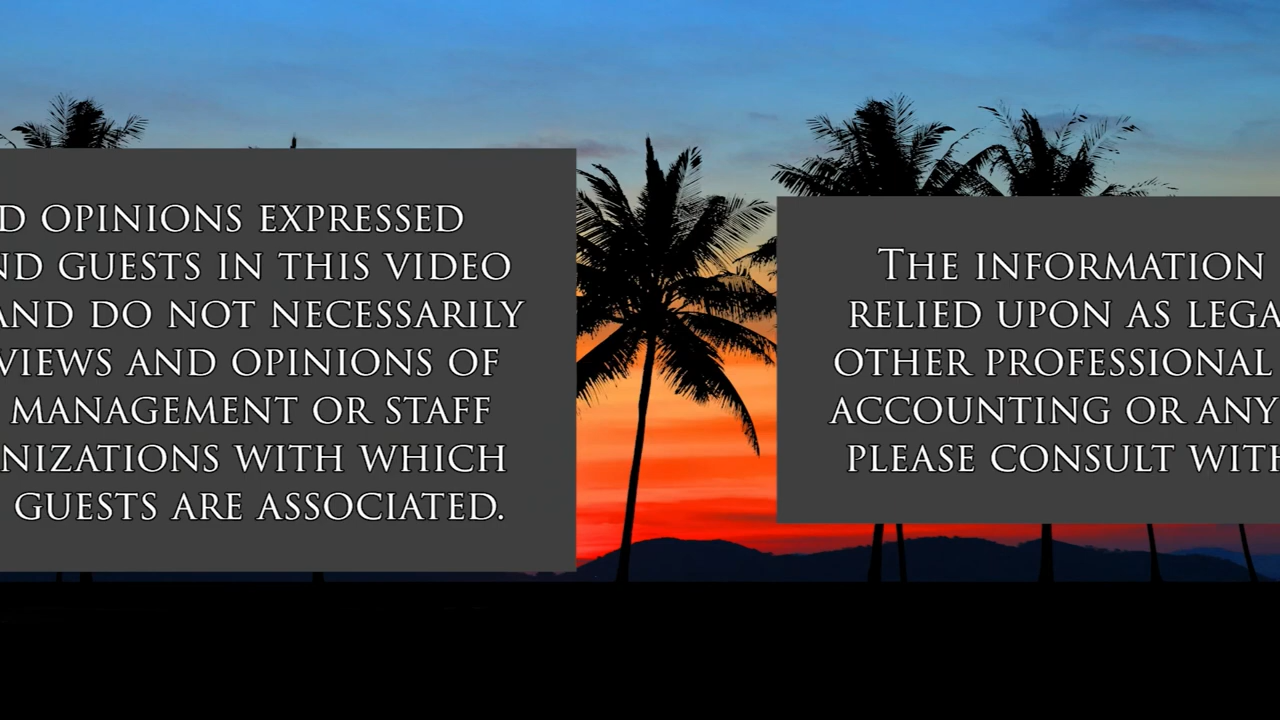 D OPINIONS EXPRESSED
ND GUESTS IN THIS VIDEO
AND DO NOT NECESSARILY
VIEWS AND OPINIONS OF
MANAGEMENT OR STAFF
NIZATIONS WITH WHICH
GUESTS ARE ASSOCIATED.
THE INFORMATION
RELIED UPON AS LEGA
OTHER PROFESSIONAL
ACCOUNTING OR ANY
PLEASE CONSULT WITH